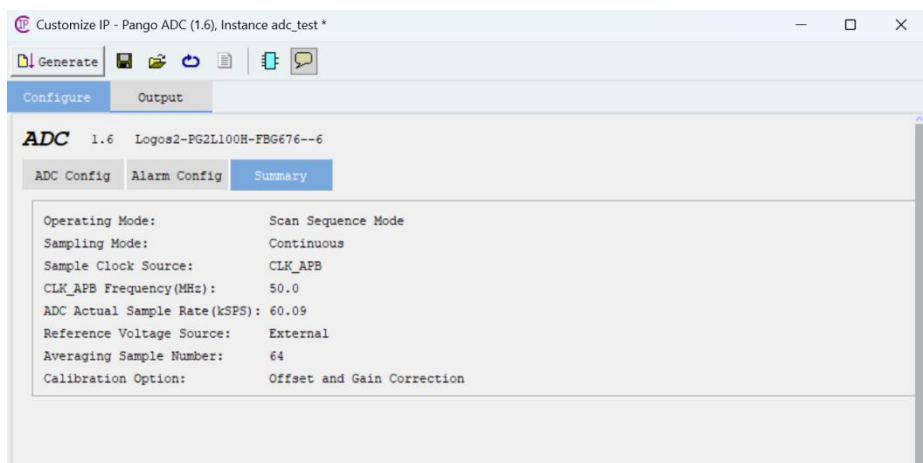 Customize IP - Pango ADC (1.6), Instance adc_test *
Generate
Configure Output
ADC 1.6 Logos2-PG2L100H-FBG676--6
ADC Config Alarm Config Summary
Operating Mode: Scan Sequence Mode
Sampling Mode: Continuous
Sample Clock Source: CLK_APB
CLK_APB Frequency(MHz): 50.0
ADC Actual Sample Rate(kSPS): 60.09
Reference Voltage Source: External
Averaging Sample Number: 64
Calibration Option: Offset and Gain Correction